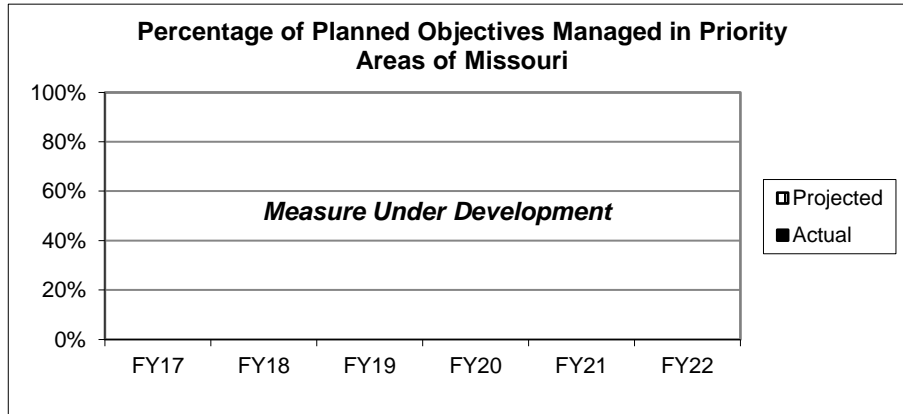 Percentage of Planned Objectives Managed in Priority
Areas of Missouri
100%
80%
60%
40%
20%
0%
Measure Under Development
FY17 FY18 FY19 FY20 FY21 FY22
Projected
Actual